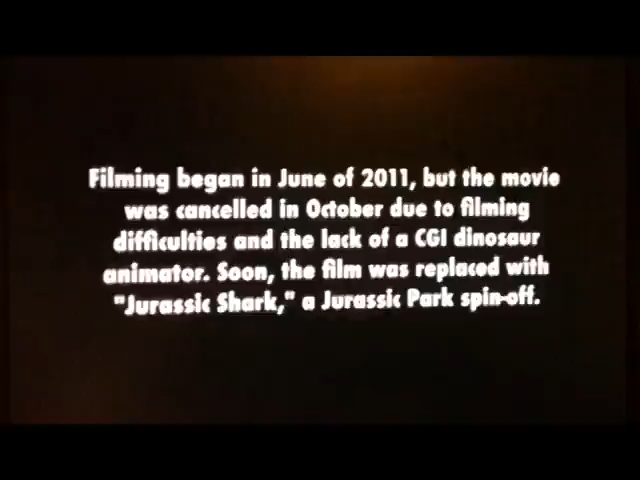 Filming began in June of 2011, but the movie
was cancelled in October due to filming
difficulties and the lack of a CGI dinosaur
animator. Soon, the film was replaced with
"Jurassic Shark," a Jurassic Park spin-off.